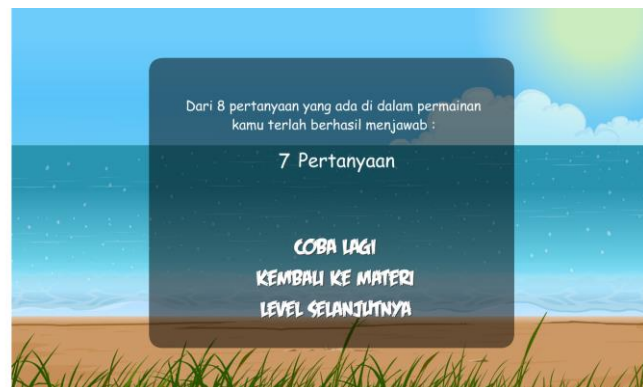 Dari 8 pertanyaan yang ada di dalam permainan
kamu terlah berhasil menjawab :
7 Pertanyaan
COBA LAGI
KEMBALI KE MATERI
LEVEL SELANJUTNYA